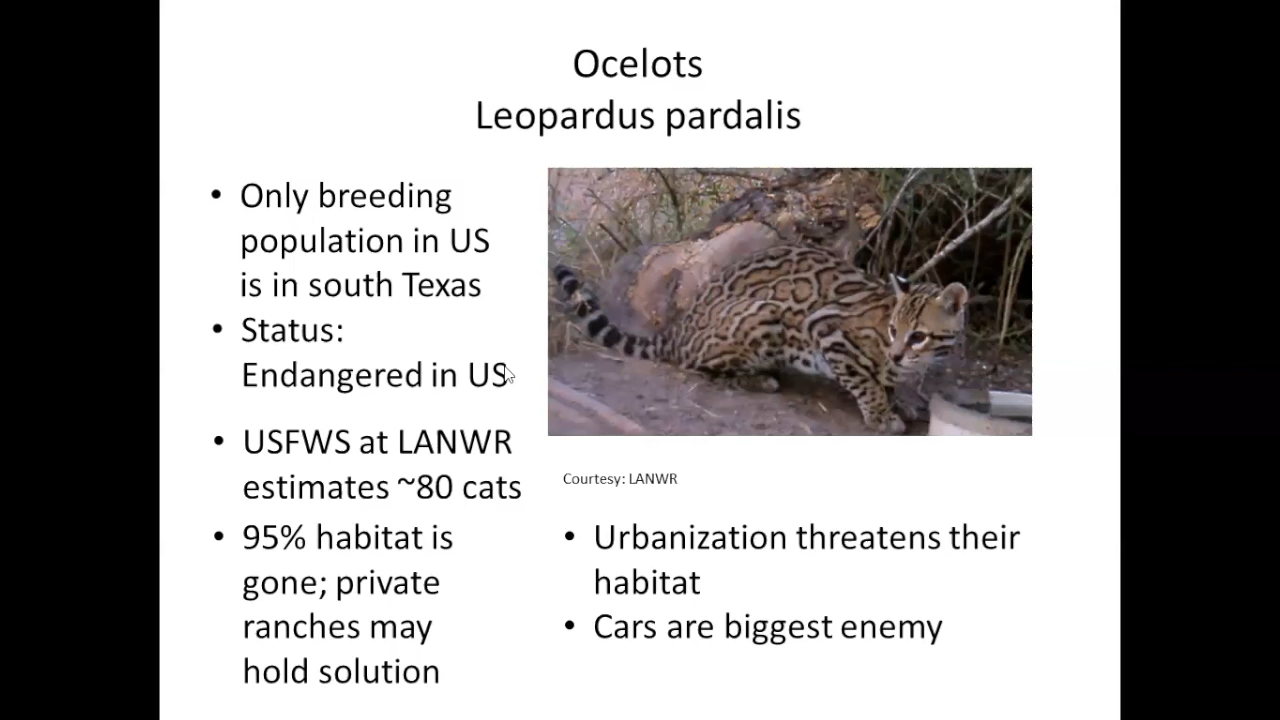 Ocelots
Leopardus pardalis
• Only breeding
population in US
is in south Texas
• Status:
Endangered in US
• USFWS at LANWR
estimates ~80 cats
• 95% habitat is
gone; private
ranches may
hold solution
Courtesy: LANWR
• Urbanization threatens their
habitat
• Cars are biggest enemy